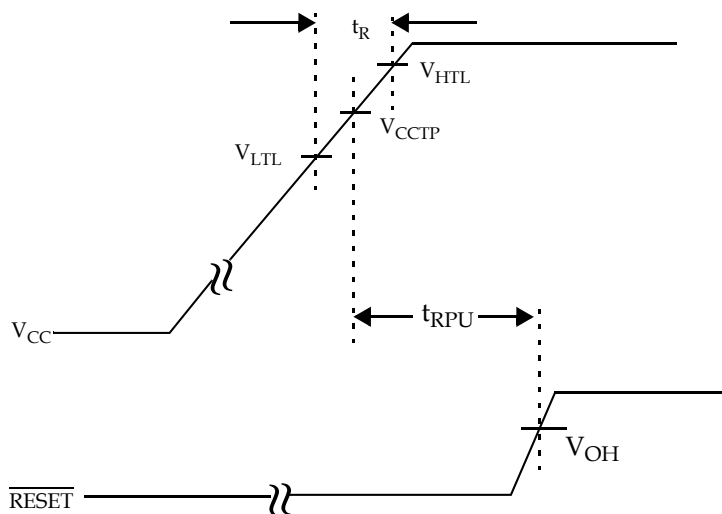 tR
VHTL
VCCTP
VLTL
VCC
tRPU
VOH
RESET